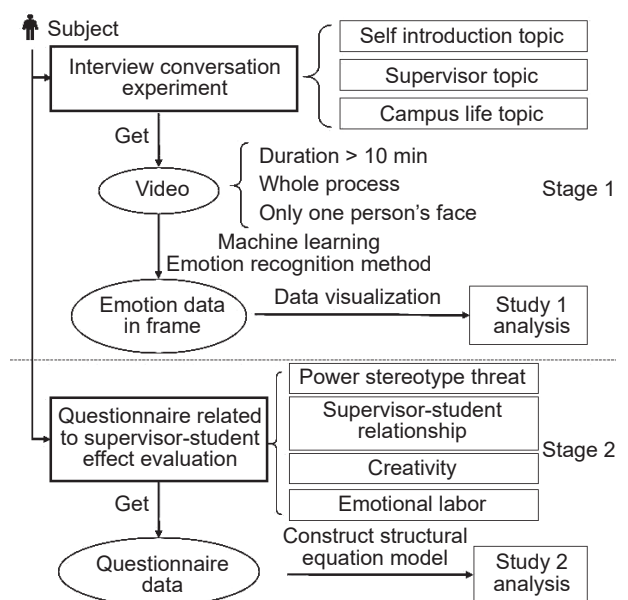 Subject
Interview conversation
experiment
Self introduction topic
Supervisor topic
Campus life topic
Get
Video
Duration > 10 min
Whole process
Only one person's face
Stage 1
Machine learning
Emotion recognition method
Emotion data
in frame
Data visualization
Study 1
analysis
Questionnaire related
to supervisor-student
effect evaluation
Power stereotype threat
Supervisor-student
relationship
Creativity
Emotional labor
Stage 2
Get
Questionnaire
data
Construct structural
equation model
Study 2
analysis